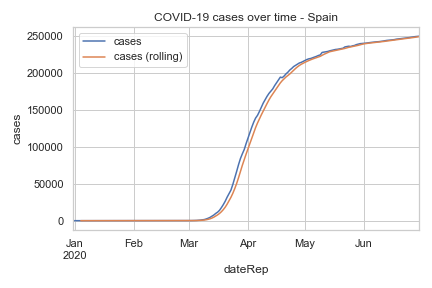 COVID-19 cases over time - Spain
cases
cases (rolling)
250000
200000
150000
100000
50000
0
cases
Jan Feb Mar Apr May Jun
2020
dateRep